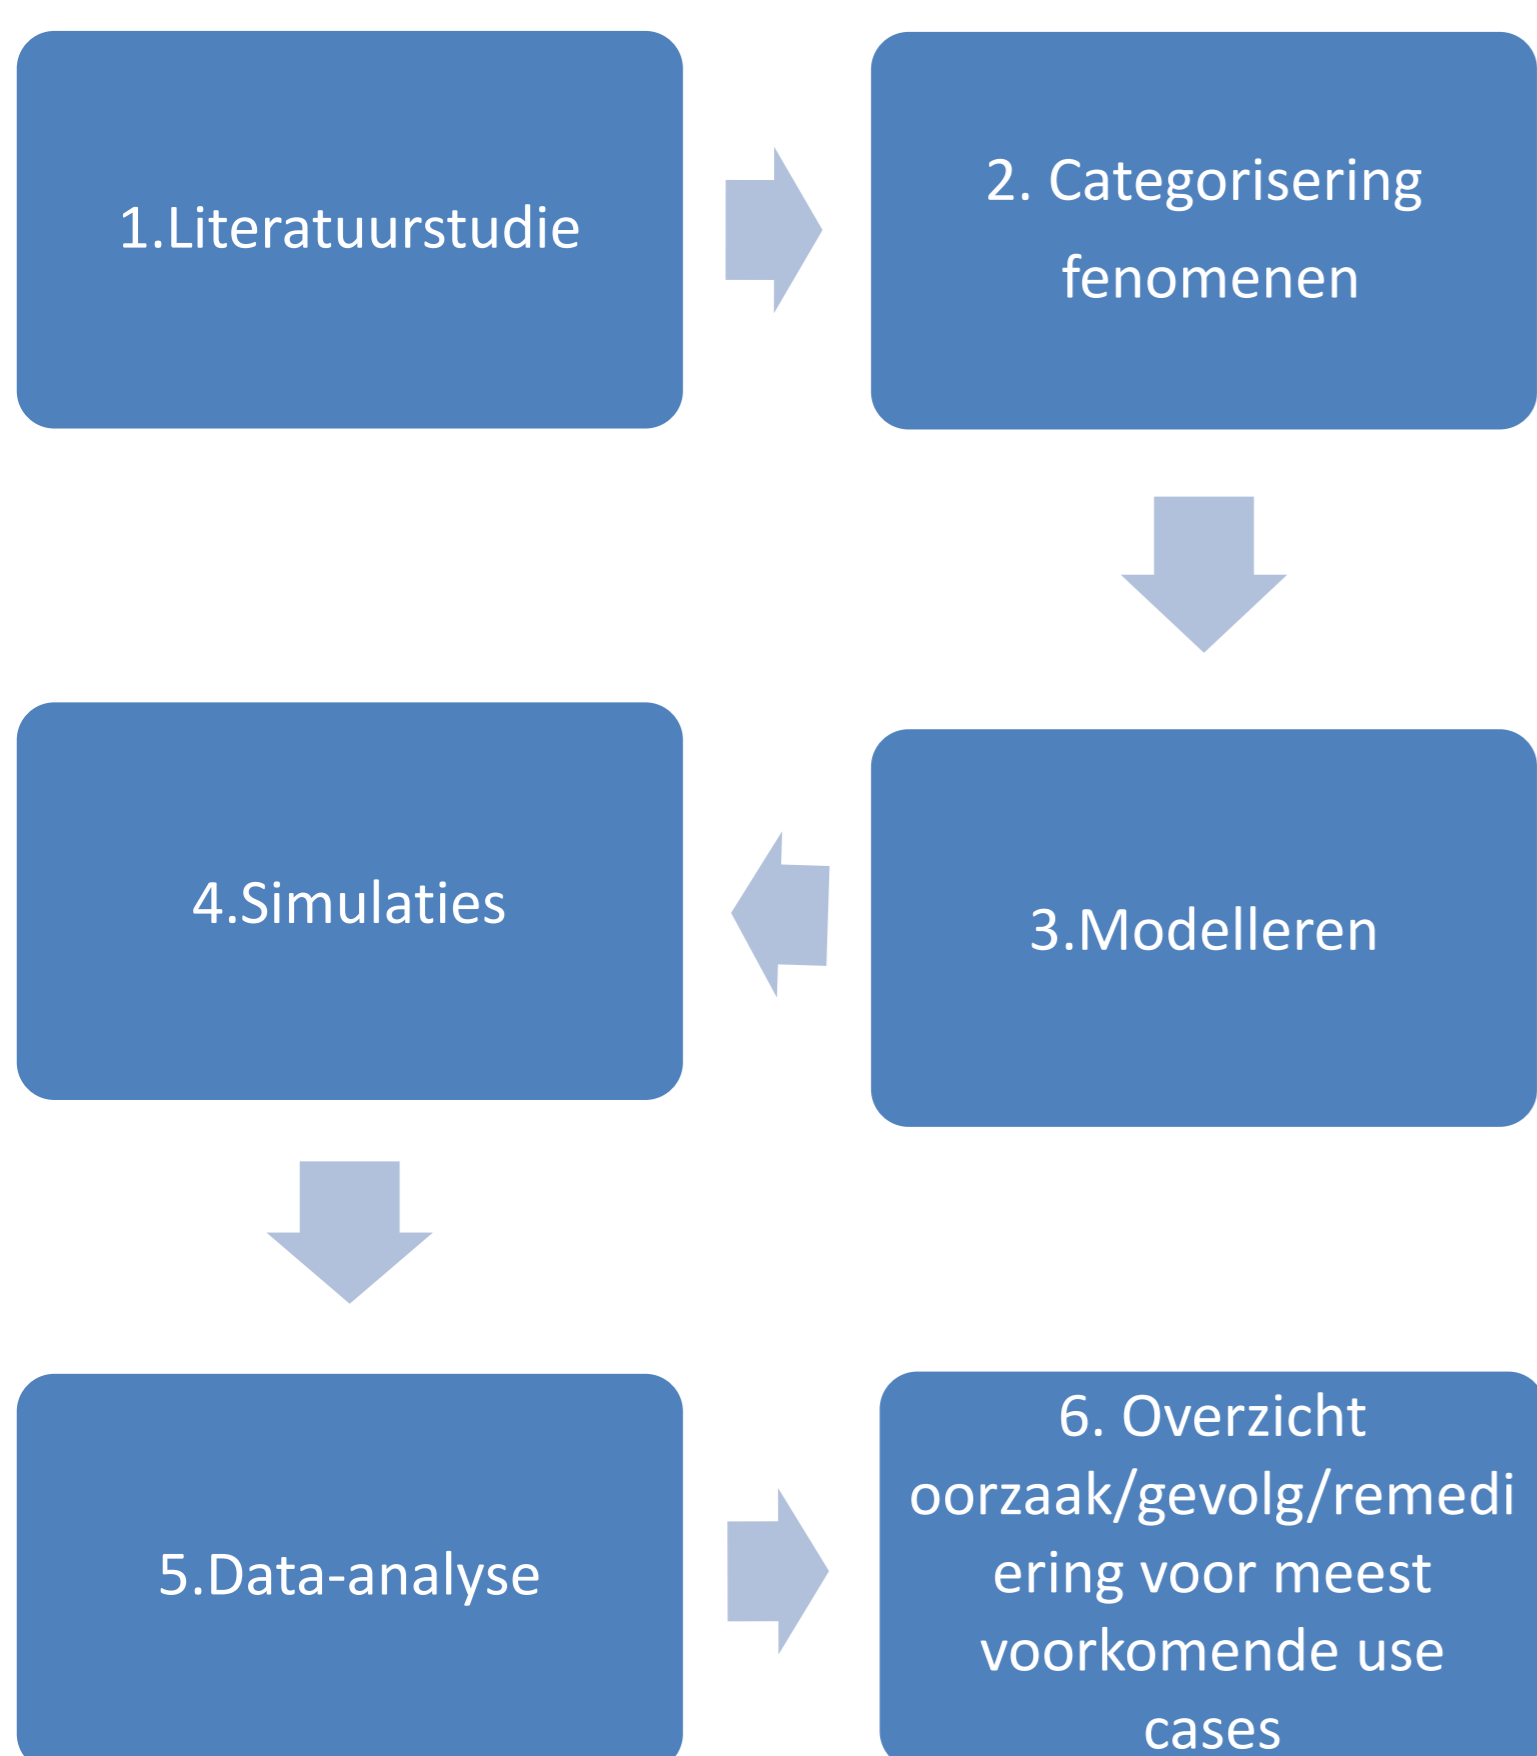 1.Literatuurstudie
2. Categorisering
fenomenen
3.Modelleren
4.Simulaties
5.Data-analyse
6. Overzicht
oorzaak/gevolg/remedi
ering voor meest
voorkomende use
cases